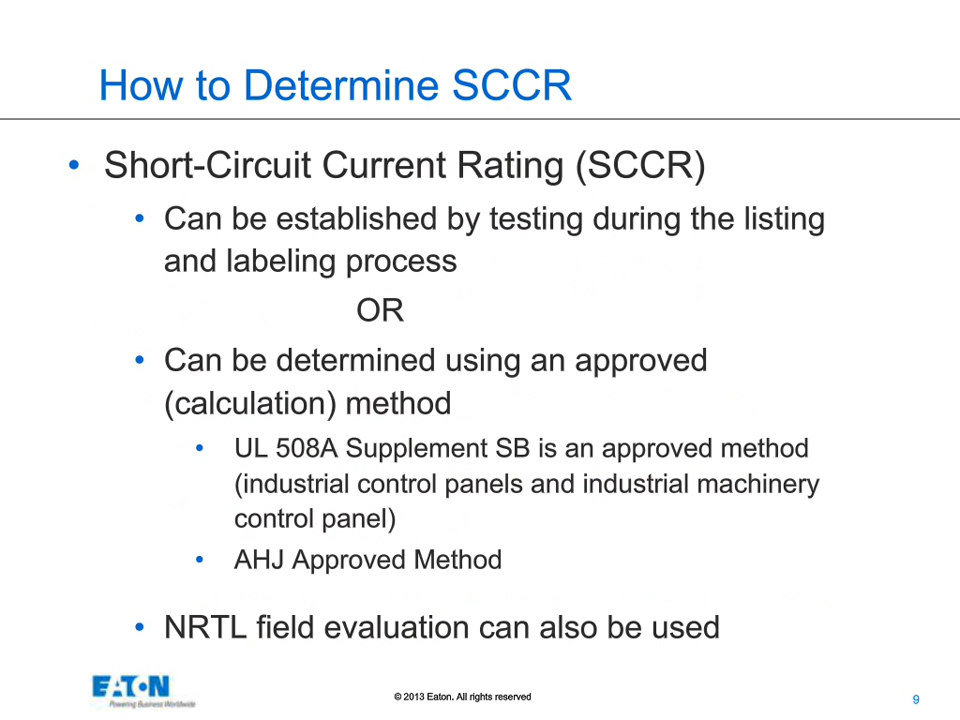 How to Determine SCCR
• Short-Circuit Current Rating (SCCR)
• Can be established by testing during the listing
and labeling process
OR
• Can be determined using an approved
(calculation) method
• UL 508A Supplement SB is an approved method
(industrial control panels and industrial machinery
control panel)
• AHJ Approved Method
• NRTL field evaluation can also be used
EATON
Powering Business Worldwide
© 2013 Eaton. All rights reserved
9